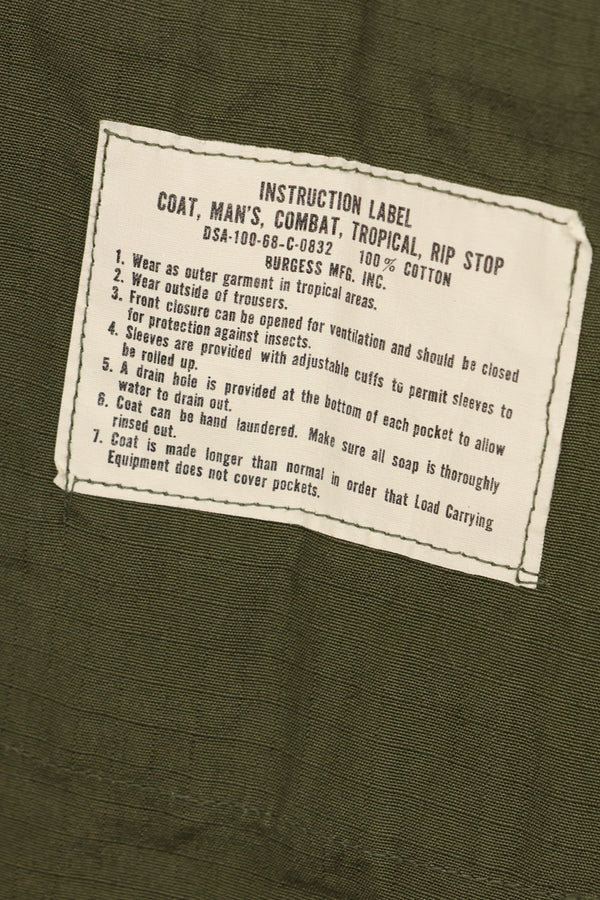 INSTRUCTION LABEL
COAT, MAN'S, COMBAT, TROPICAL, RIP STOP
DSA-100-68-C-0832 100% COTTON
BURGESS MFG. INC.
1. Wear as outer garment in tropical areas.
2. Wear outside of trousers.
3. Front closure can be opened for ventilation and should be closed
for protection against insects.
4. Sleeves are provided with adjustable cuffs to permit sleeves to
be rolled up.
5. A drain hole is provided at the bottom of each pocket to allow
water to drain out.
6. Coat can be hand laundered. Make sure all soap is thoroughly
rinsed out.
7. Coat is made longer than normal in order that Load Carrying
Equipment does not cover pockets.